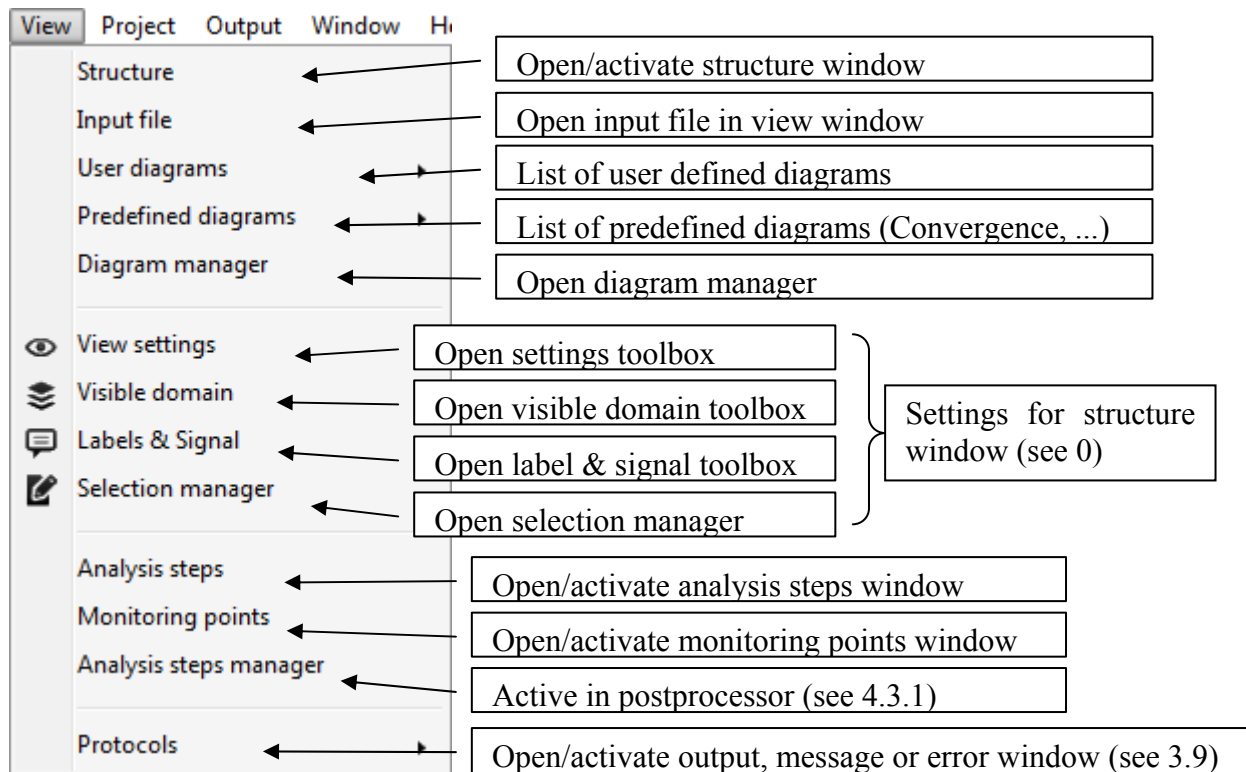 View Project Output Window
Structure
Open/activate structure window
Input file
Open input file in view window
User diagrams
List of user defined diagrams
Predefined diagrams
List of predefined diagrams (Convergence, ...)
Diagram manager
Open diagram manager
View settings
Open settings toolbox
Visible domain
Open visible domain toolbox
Labels & Signal
Open label & signal toolbox
Selection manager
Open selection manager
Settings for structure
window (see 0)
Analysis steps
Open/activate analysis steps window
Monitoring points
Open/activate monitoring points window
Analysis steps manager
Active in postprocessor (see 4.3.1)
Protocols
Open/activate output, message or error window (see 3.9)